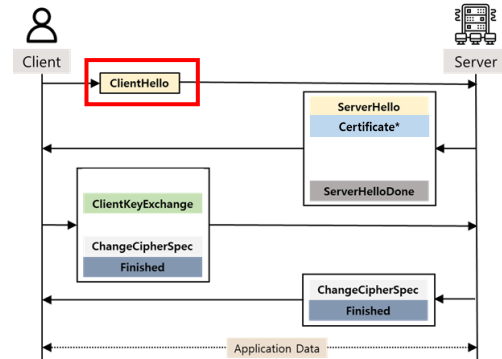 Client
Server
ClientHello
ServerHello
Certificate*
ServerHelloDone
ClientKeyExchange
ChangeCipherSpec
Finished
ChangeCipherSpec
Finished
Application Data